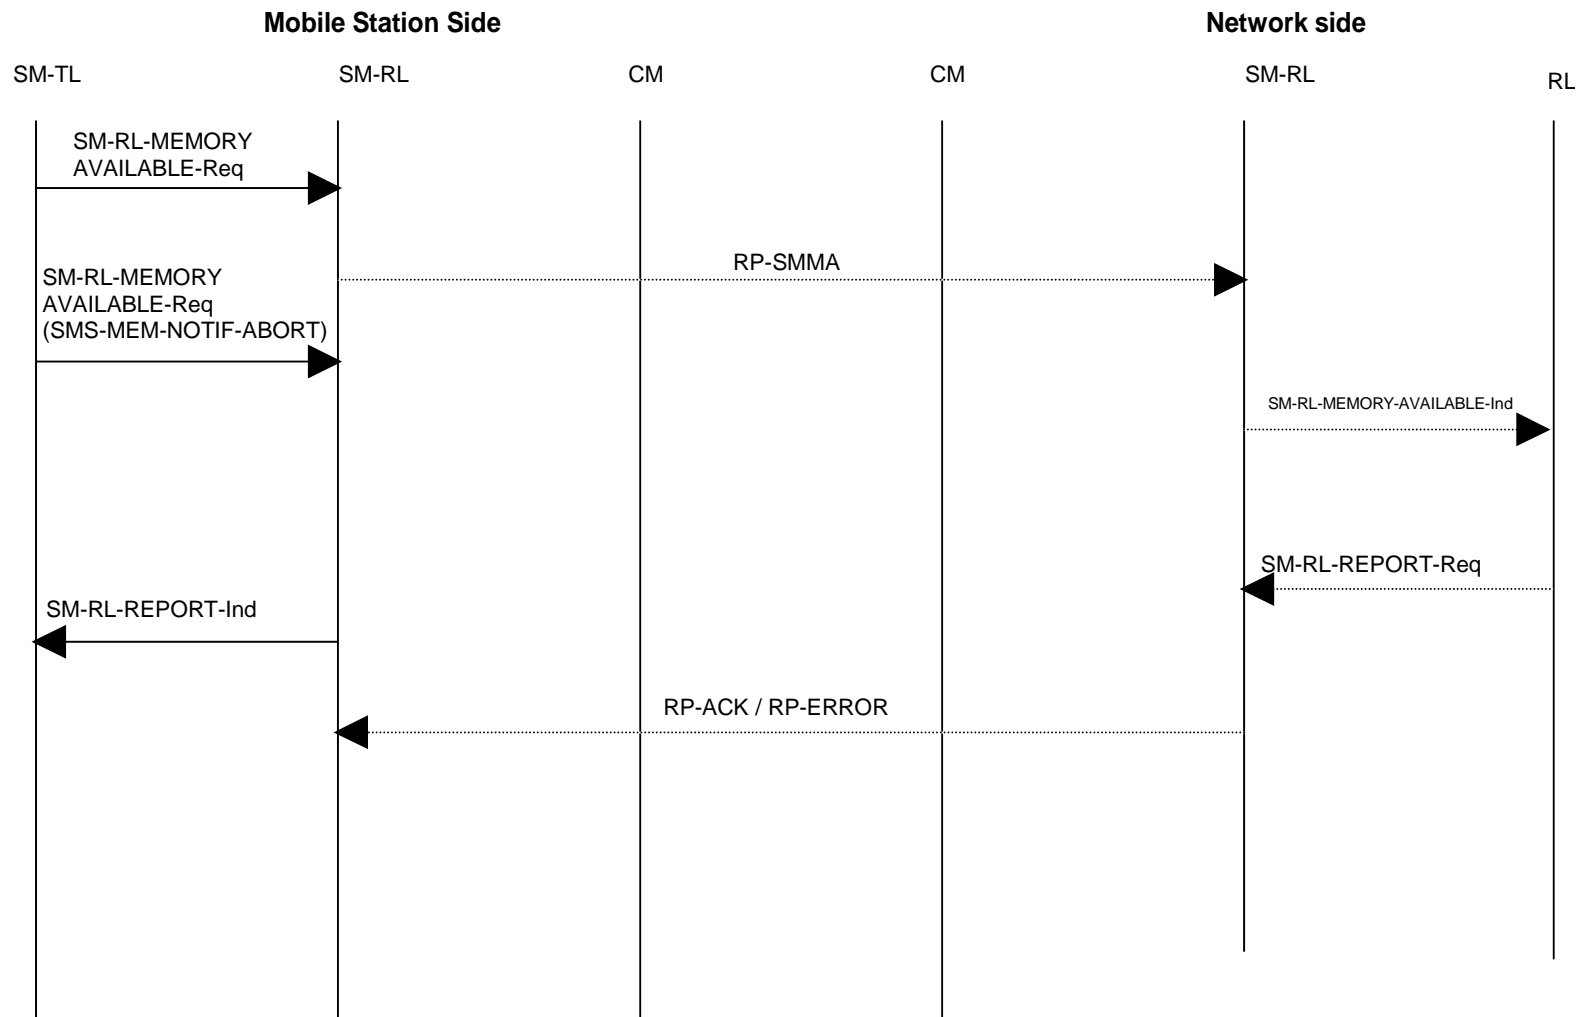 Mobile Station Side
Network side
SM-TL
SM-RL
CM
CM
SM-RL
RL
SM-RL-MEMORY
AVAILABLE-Req
RP-SMMA
SM-RL-MEMORY
AVAILABLE-Req
(SMS-MEM-NOTIF-ABORT)
SM-RL-MEMORY-AVAILABLE-Ind
SM-RL-REPORT-Req
SM-RL-REPORT-Ind
RP-ACK / RP-ERROR